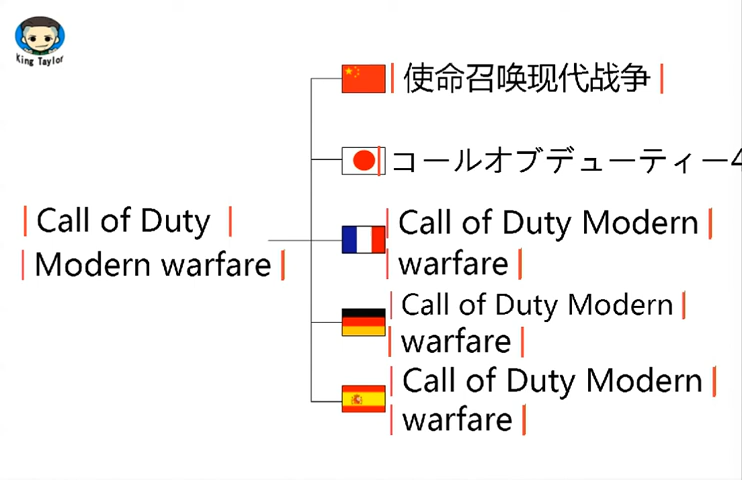 King Taylor
使命召唤现代战争
コールオブデューティー4
Call of Duty
Modern warfare
Call of Duty Modern
warfare
Call of Duty Modern
warfare
Call of Duty Modern
warfare